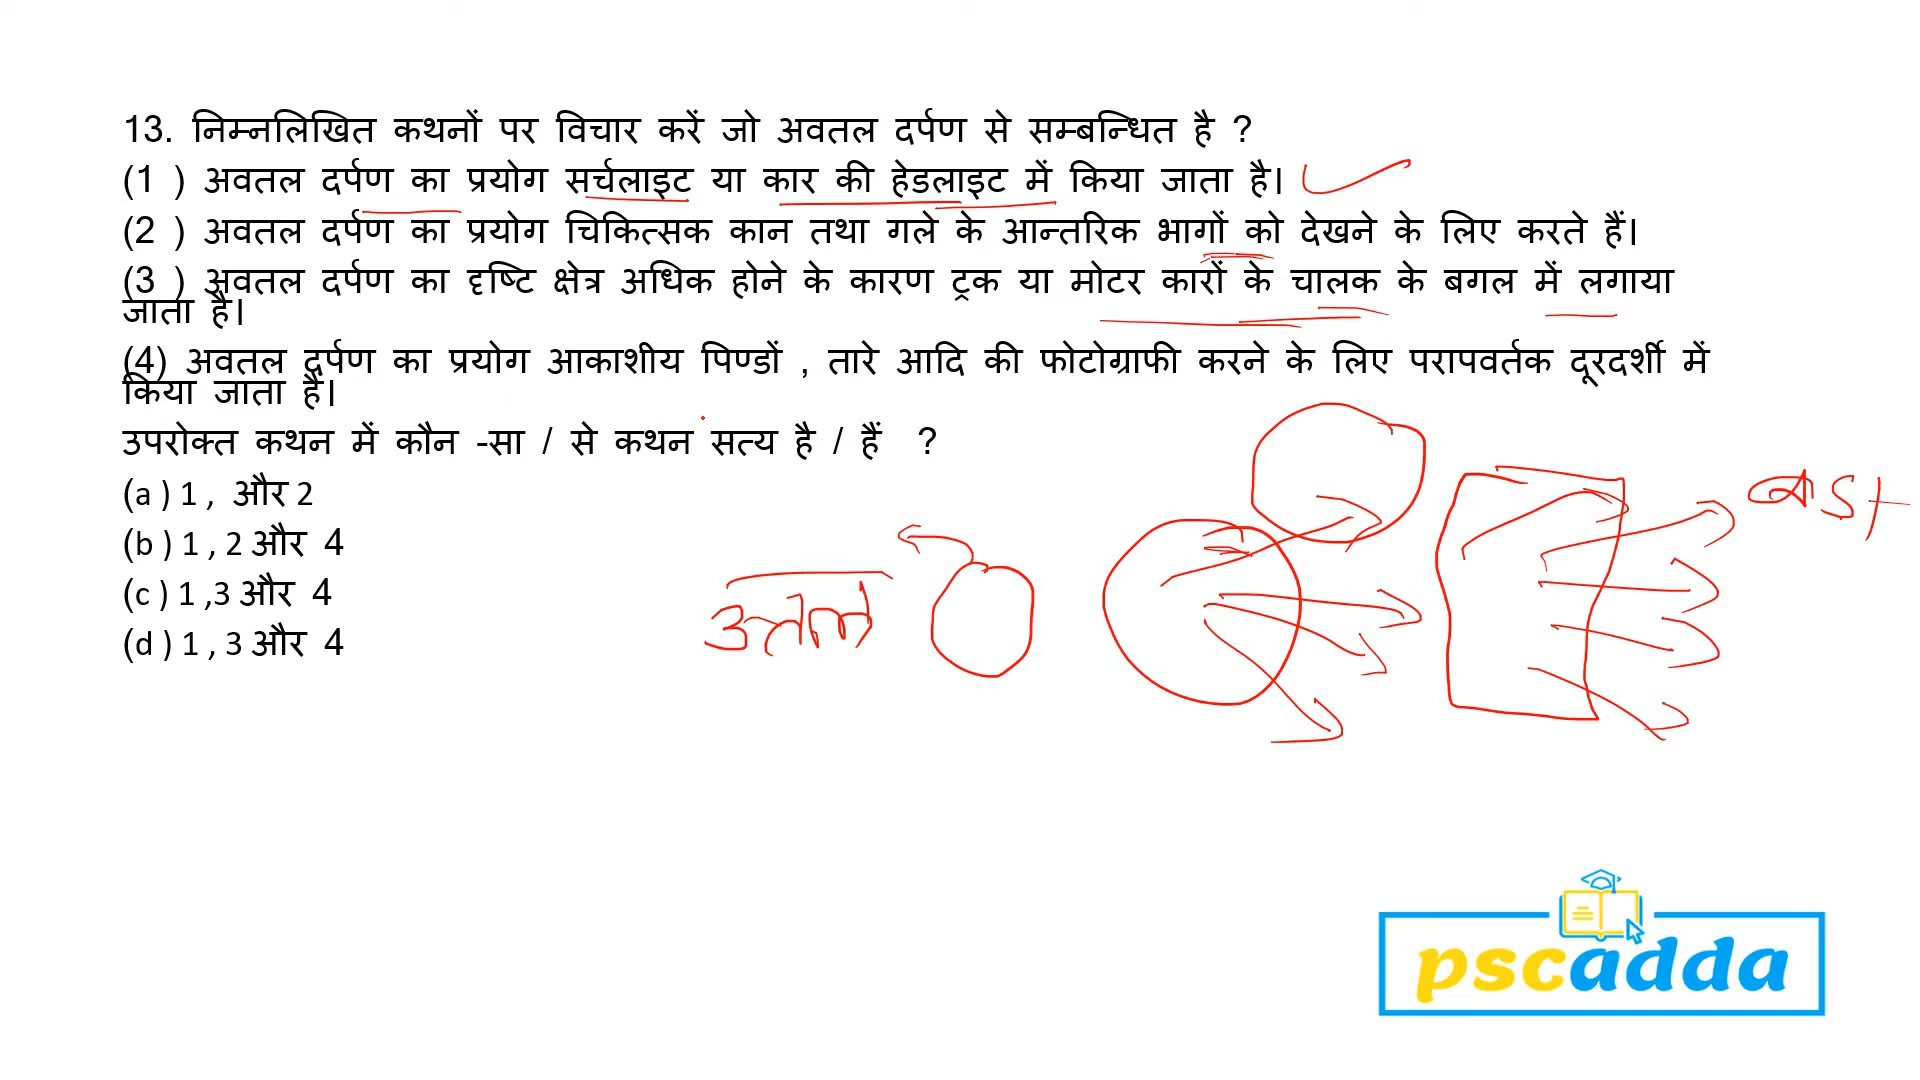 13. निम्नलिखित कथनों पर विचार करें जो अवतल दर्पण से सम्बन्धित है ?
(1 ) अवतल दर्पण का प्रयोग सर्चलाइट या कार की हेडलाइट में किया जाता है।
(2 ) अवतल दर्पण का प्रयोग चिकित्सक कान तथा गले के आन्तरिक भागों को देखने के लिए करते हैं।
(3 ) अवतल दर्पण का दृष्टि क्षेत्र अधिक होने के कारण ट्रक या मोटर कारों के चालक के बगल में लगाया
जाता है।
(4) अवतल दर्पण का प्रयोग आकाशीय पिण्डों , तारे आदि की फोटोग्राफी करने के लिए परापवर्तक दूरदर्शी में
किया जाता हैं।
उपरोक्त कथन में कौन -सा / से कथन सत्य है / हैं ?
(a ) 1 , और 2
(b ) 1 , 2 और 4
(c ) 1 ,3 और 4
(d ) 1 , 3 और 4
उत्तल
pscadda